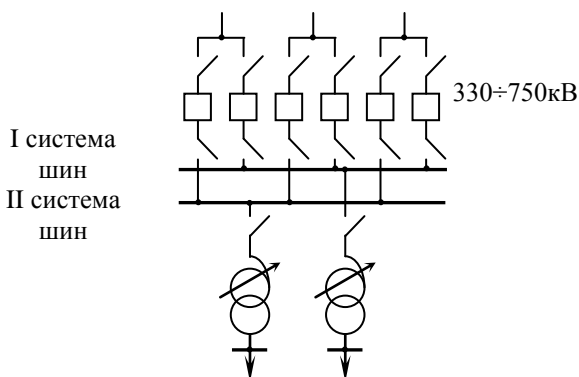 330÷750кВ
I система
шин
II система
шин